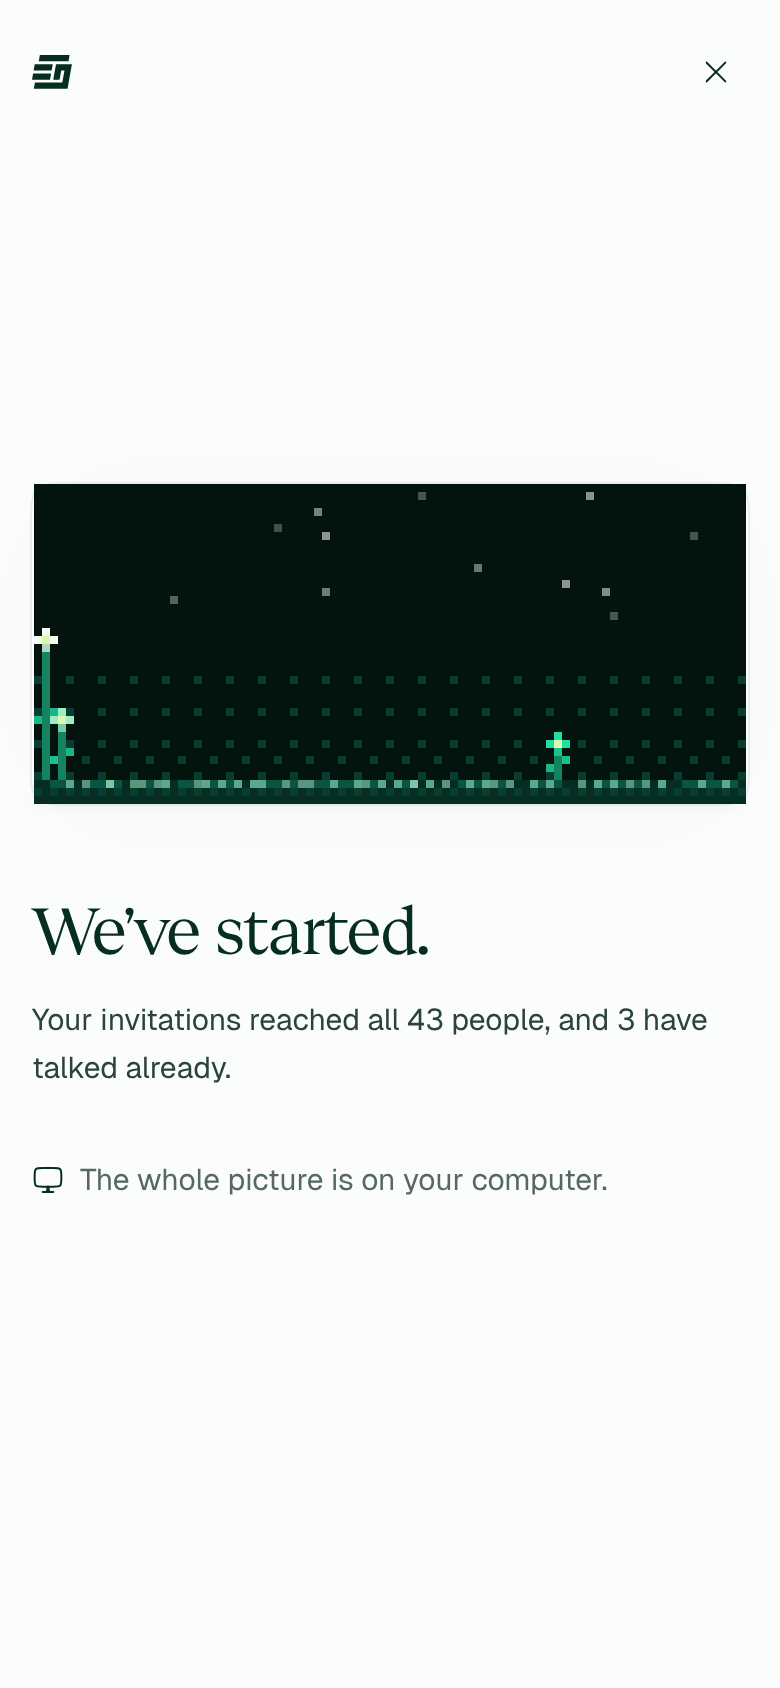 We’ve started.
Your invitations reached all 43 people, and 3 have
talked already.
The whole picture is on your computer.